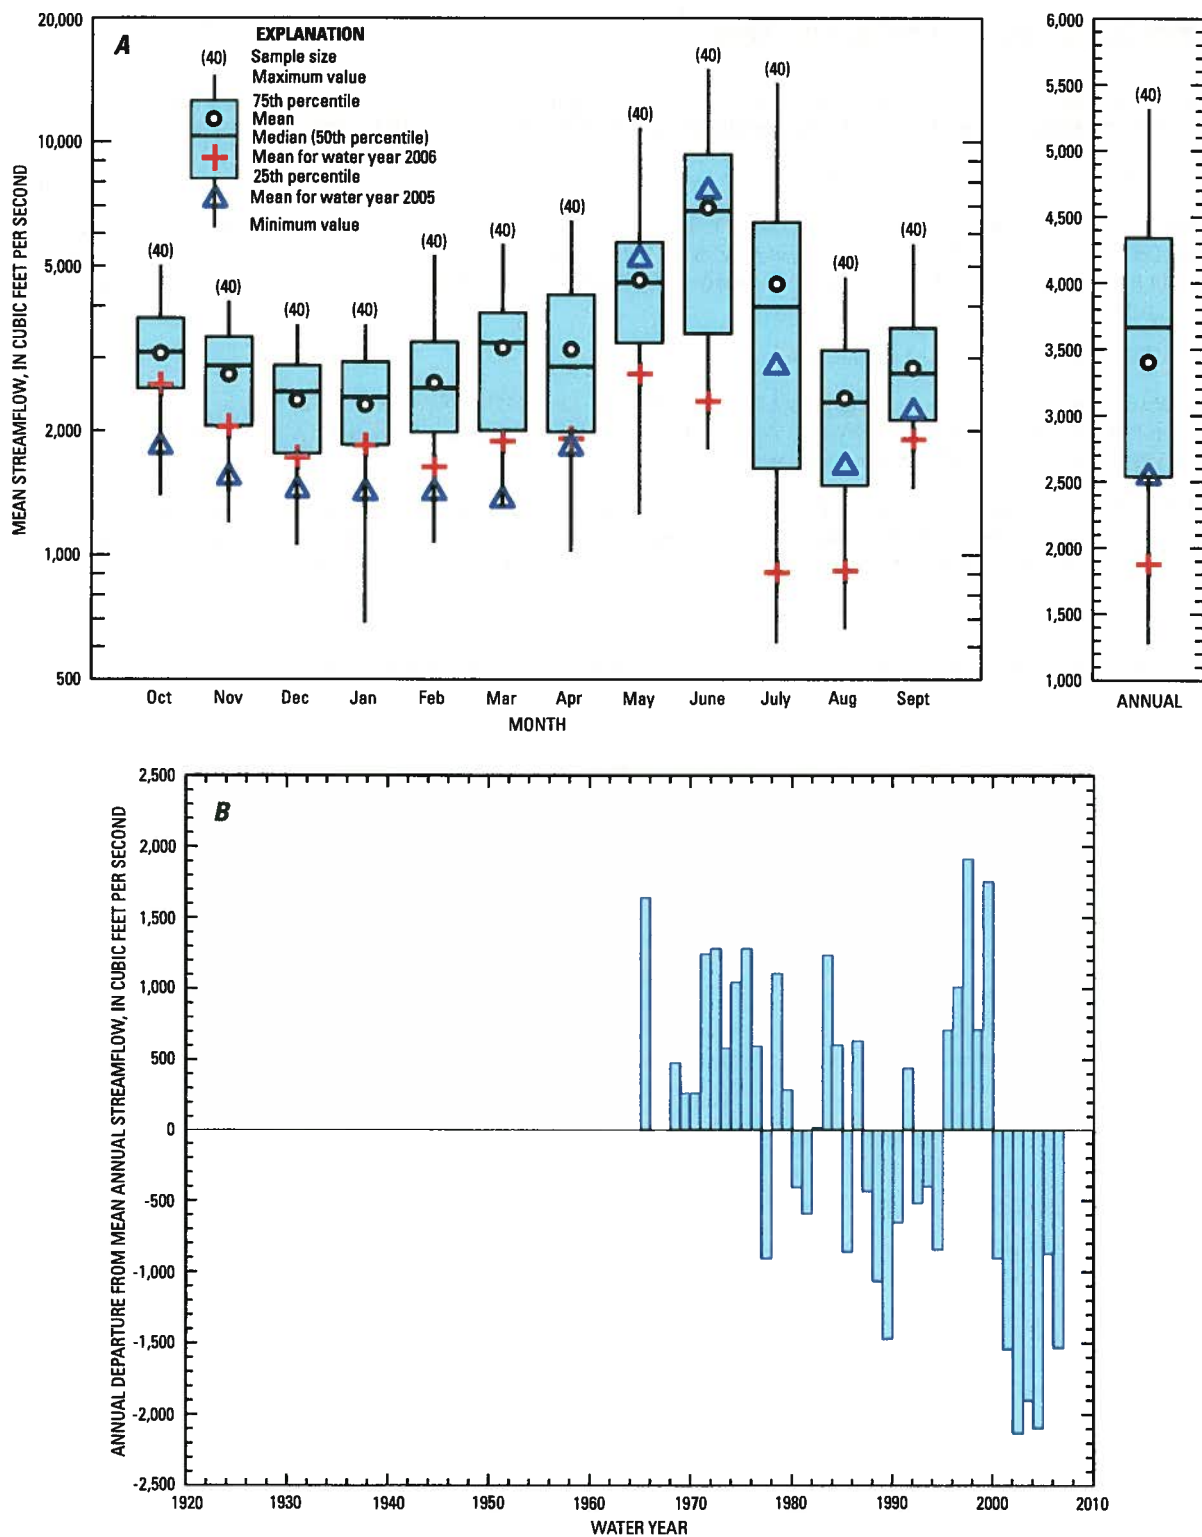 A
EXPLANATION
(40) Sample size
Maximum value
75th percentile
Mean
Median (50th percentile)
Mean for water year 2006
25th percentile
Mean for water year 2005
Minimum value
MEAN STREAMFLOW, IN CUBIC FEET PER SECOND
20,000
10,000
5,000
2,000
1,000
500
(40) (40) (40) (40) (40) (40) (40) (40) (40) (40) (40) (40)
Oct Nov Dec Jan Feb Mar Apr May June July Aug Sept
MONTH
6,000
5,500
5,000
4,500
4,000
3,500
3,000
2,500
2,000
1,500
1,000
(40)
ANNUAL
B
ANNUAL DEPARTURE FROM MEAN ANNUAL STREAMFLOW, IN CUBIC FEET PER SECOND
2,500
2,000
1,500
1,000
500
0
-500
-1,000
-1,500
-2,000
-2,500
1920 1930 1940 1950 1960 1970 1980 1990 2000 2010
WATER YEAR